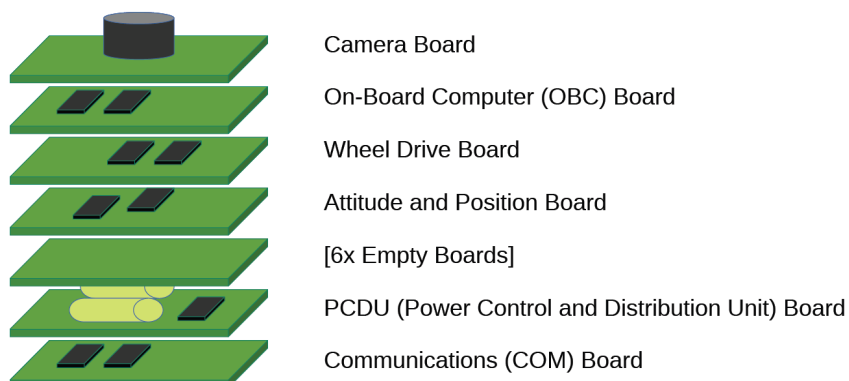 Camera Board
On-Board Computer (OBC) Board
Wheel Drive Board
Attitude and Position Board
[6x Empty Boards]
PCDU (Power Control and Distribution Unit) Board
Communications (COM) Board